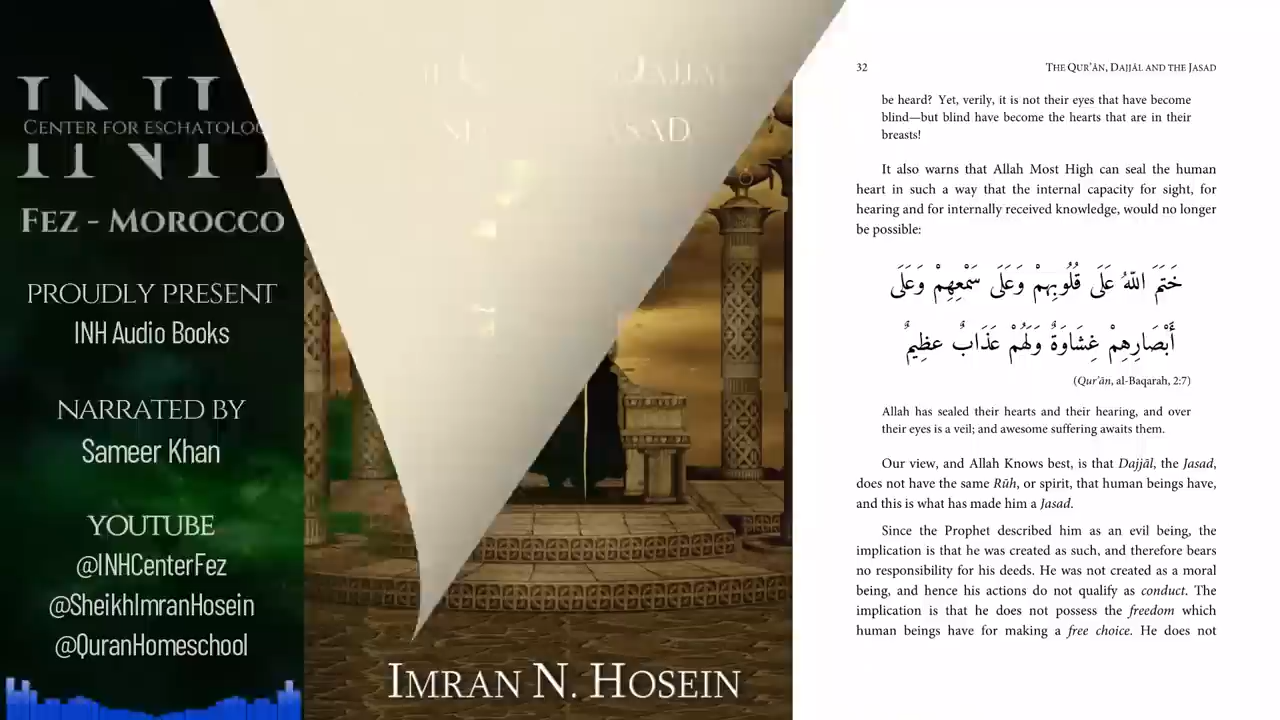 INH
CENTER FOR ESCHATOLO
FEZ - MOROCCO
PROUDLY PRESENT
INH Audio Books
NARRATED BY
Sameer Khan
YOUTUBE
@INHCenterFez
@SheikhImranHosein
@QuranHomeschool
DAJJAL
JASAD
IMRAN N. HOSEIN
32
THE QUR'ĀN, DAJJĀL AND THE JASAD
be heard? Yet, verily, it is not their eyes that have become
blind—but blind have become the hearts that are in their
breasts!
It also warns that Allah Most High can seal the human
heart in such a way that the internal capacity for sight, for
hearing and for internally received knowledge, would no longer
be possible:
خَتَمَ اللّهُ عَلَى قُلُوبِهِمْ وَعَلَى سَمْعِهِمْ وَعَلَى
أَبْصَارِهِمْ غِشَاوَةٌ وَلَهُمْ عَذَابٌ عظِيمٌ
(Qur'ān, al-Baqarah, 2:7)
Allah has sealed their hearts and their hearing, and over
their eyes is a veil; and awesome suffering awaits them.
Our view, and Allah Knows best, is that Dajjāl, the Jasad,
does not have the same Rūh, or spirit, that human beings have,
and this is what has made him a Jasad.
Since the Prophet described him as an evil being, the
implication is that he was created as such, and therefore bears
no responsibility for his deeds. He was not created as a moral
being, and hence his actions do not qualify as conduct. The
implication is that he does not possess the freedom which
human beings have for making a free choice. He does not